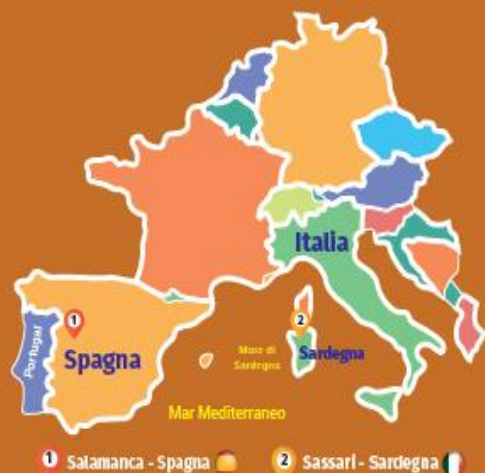 Italia
1
2
Portugal
Spagna
Mare di
Sardegna
Sardegna
Mar Mediterraneo
1 Salamanca - Spagna
2 Sassari - Sardegna